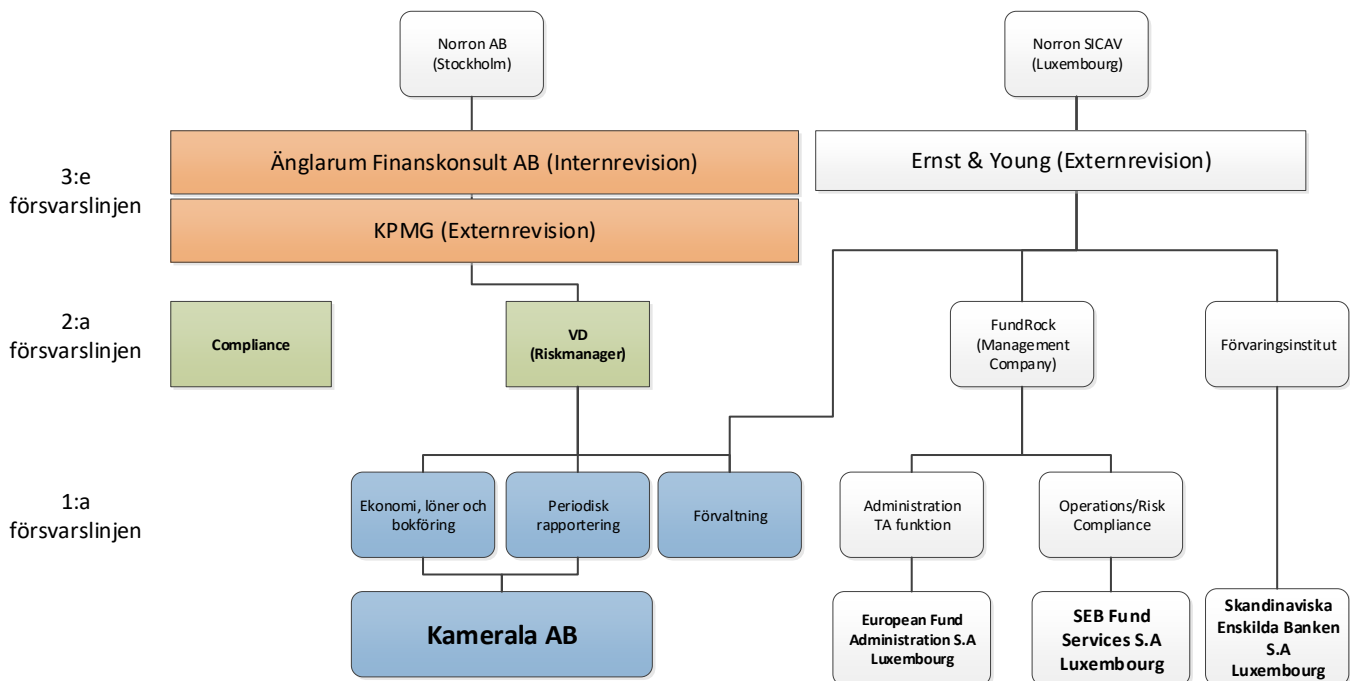 Norron AB
(Stockholm)
Norron SICAV
(Luxembourg)
3:e
försvarslinjen
Änglarum Finanskonsult AB (Internrevision)
KPMG (Externrevision)
Ernst & Young (Externrevision)
2:a
försvarslinjen
Compliance
VD
(Riskmanager)
FundRock
(Management
Company)
Förvaringsinstitut
1:a
försvarslinjen
Ekonomi, löner och
bokföring
Periodisk
rapportering
Förvaltning
Administration
TA funktion
Operations/Risk
Compliance
Kamerala AB
European Fund
Administration S.A
Luxembourg
SEB Fund
Services S.A
Luxembourg
Skandinaviska
Enskilda Banken
S.A
Luxembourg